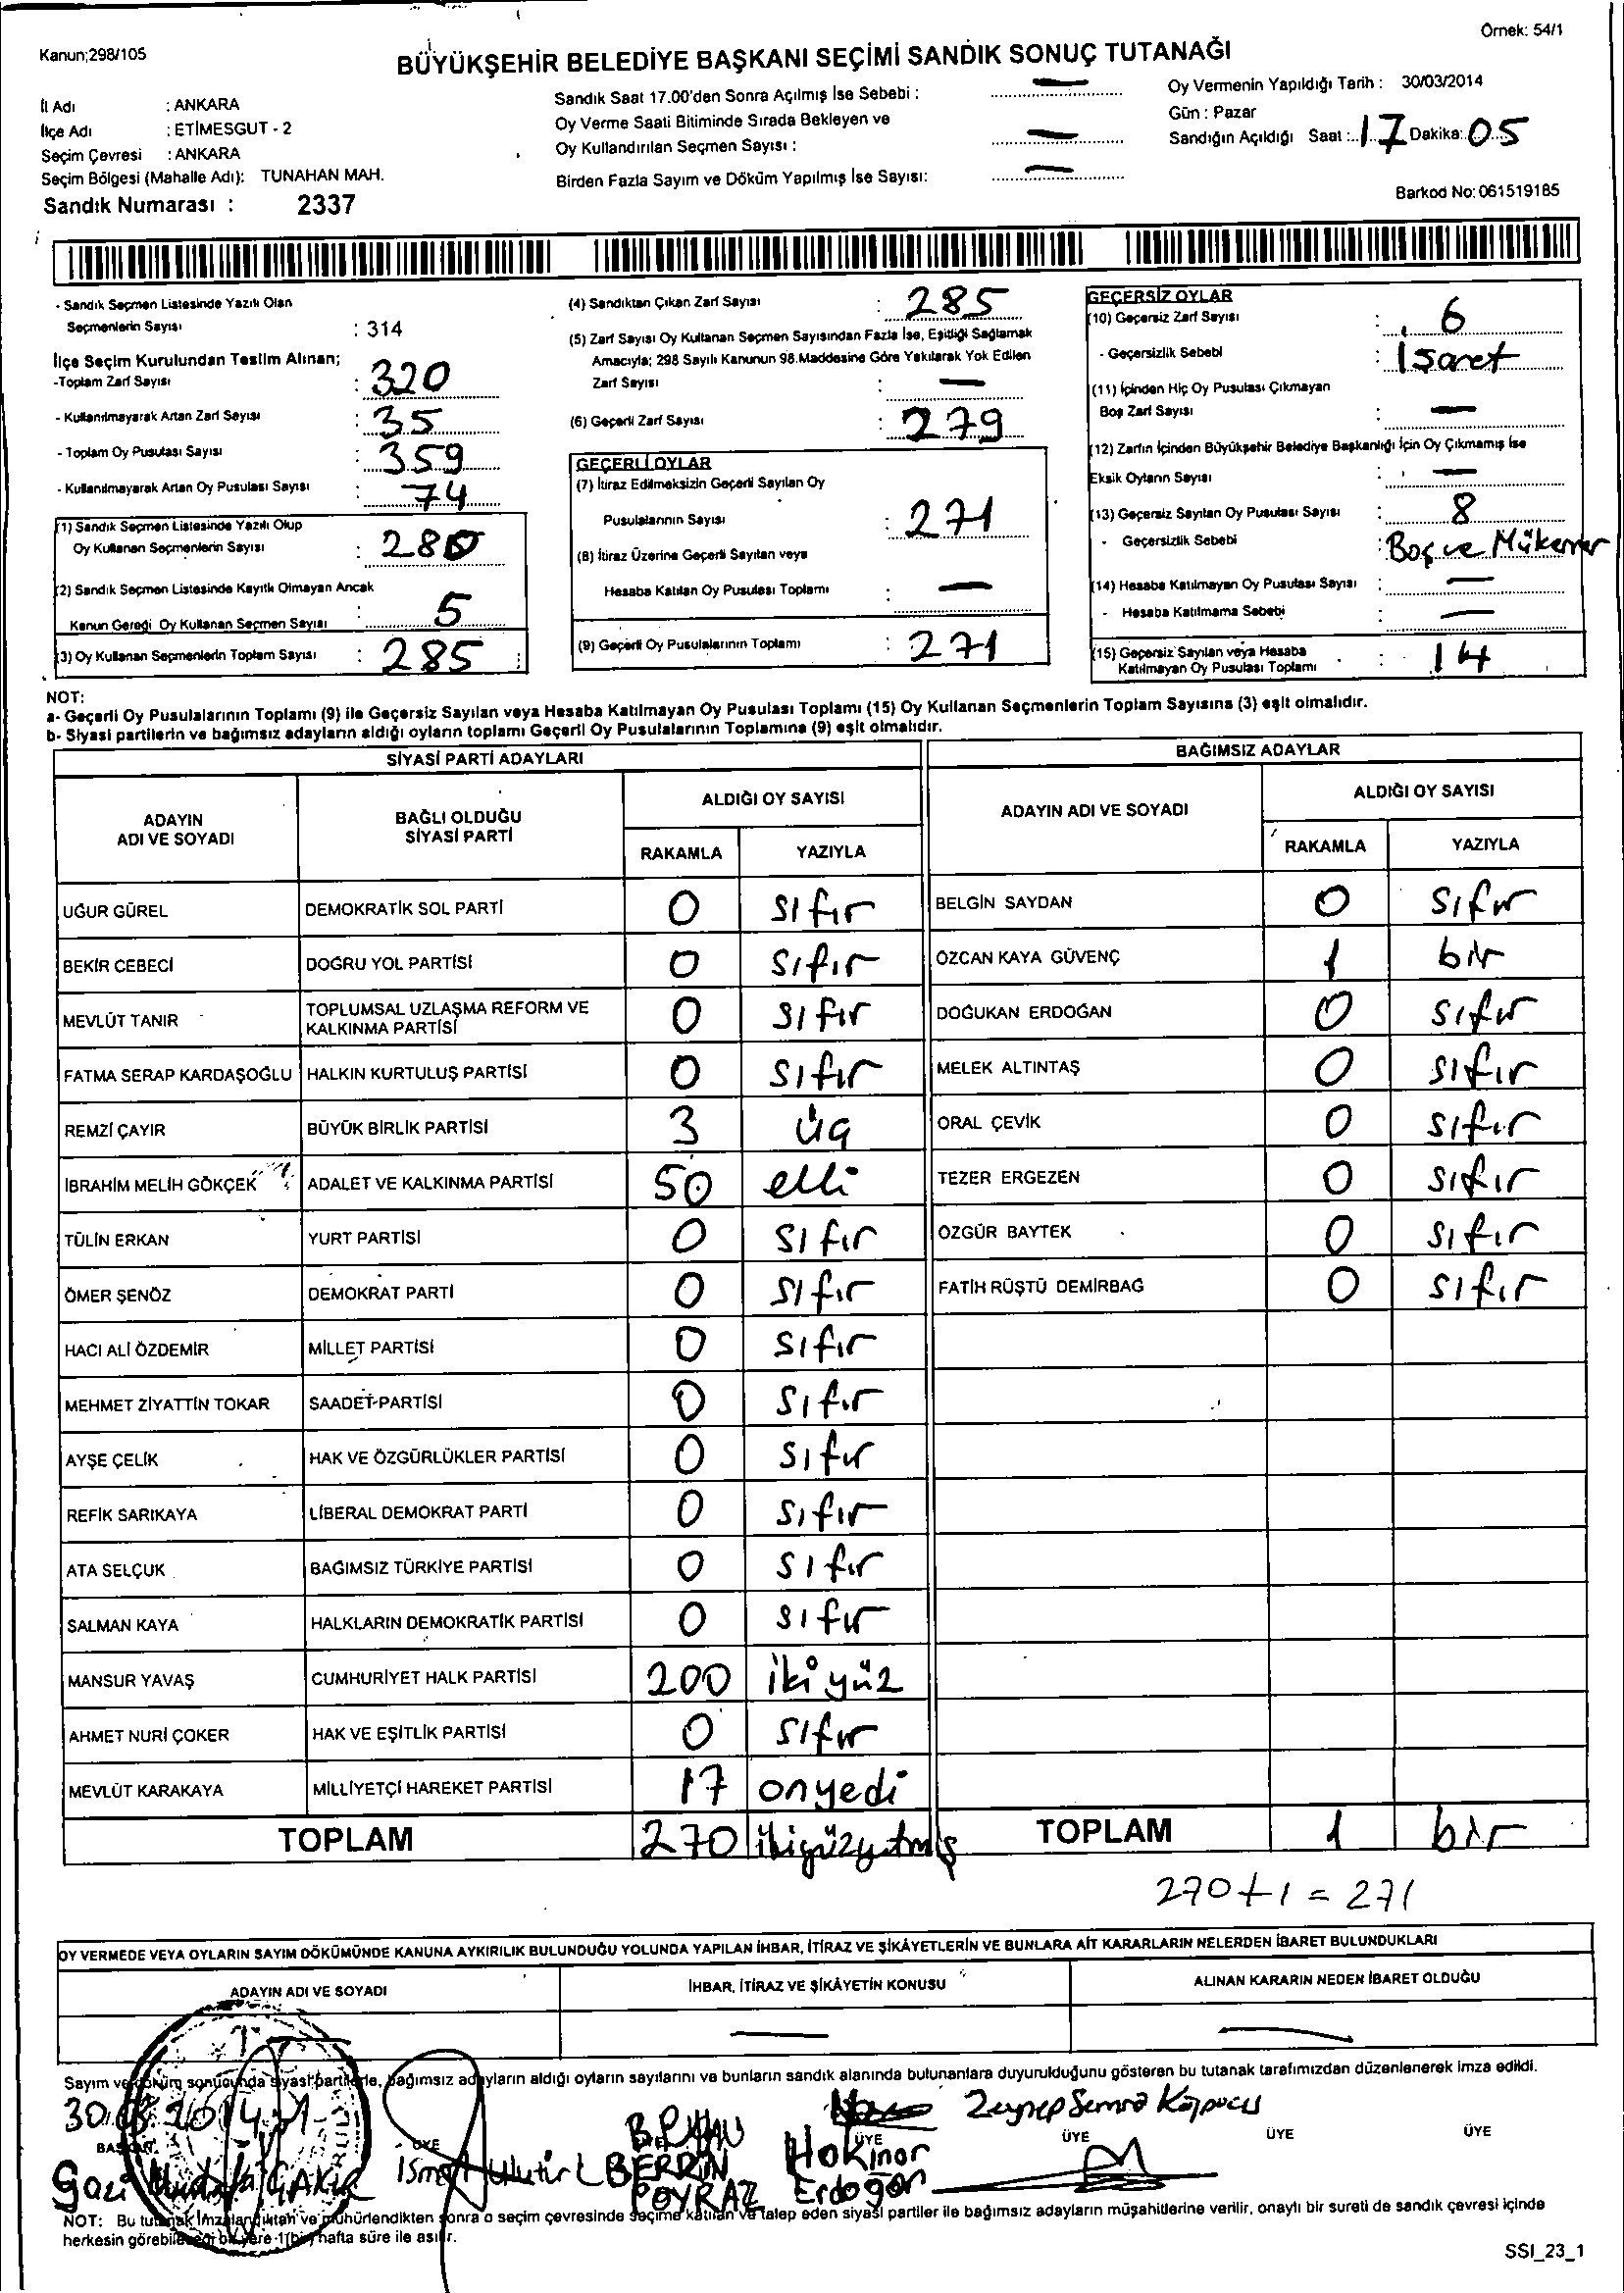 Örnek: 54/1
Kanun;298/105
BÜYÜKŞEHİR BELEDİYE BAŞKANI SEÇİMİ SANDIK SONUÇ TUTANAĞI
İl Adı : ANKARA
İlçe Adı : ETİMESGUT - 2
Seçim Çevresi : ANKARA
Seçim Bölgesi (Mahalle Adı): TUNAHAN MAH.
Sandık Numarası : 2337
Sandık Saat 17.00'den Sonra Açılmış İse Sebebi : —
Oy Verme Saati Bitiminde Sırada Bekleyen ve
Oy Kullandırılan Seçmen Sayısı : —
Birden Fazla Sayım ve Döküm Yapılmış İse Sayısı: —
Oy Vermenin Yapıldığı Tarih : 30/03/2014
Gün : Pazar
Sandığın Açıldığı Saat : 17 Dakika: 05
Barkod No: 061519185
- Sandık Seçmen Listesinde Yazılı Olan
Seçmenlerin Sayısı : 314
İlçe Seçim Kurulundan Teslim Alınan;
-Toplam Zarf Sayısı : 320
- Kullanılmayarak Artan Zarf Sayısı : 35
- Toplam Oy Pusulası Sayısı : 359
- Kullanılmayarak Artan Oy Pusulası Sayısı : 74
(1) Sandık Seçmen Listesinde Yazılı Olup
Oy Kullanan Seçmenlerin Sayısı : 280
(2) Sandık Seçmen Listesinde Kayıtlı Olmayan Ancak
Kanun Gereği Oy Kullanan Seçmen Sayısı : 5
(3) Oy Kullanan Seçmenlerin Toplam Sayısı : 285
(4) Sandıktan Çıkan Zarf Sayısı : 285
(5) Zarf Sayısı Oy Kullanan Seçmen Sayısından Fazla İse, Eşitliği Sağlamak
Amacıyla; 298 Sayılı Kanunun 98.Maddesine Göre Yakılarak Yok Edilen
Zarf Sayısı : —
(6) Geçerli Zarf Sayısı : 279
GEÇERLİ OYLAR
(7) İtiraz Edilmeksizin Geçerli Sayılan Oy
Pusulalarının Sayısı : 271
(8) İtiraz Üzerine Geçerli Sayılan veya
Hesaba Katılan Oy Pusulası Toplamı : —
(9) Geçerli Oy Pusulalarının Toplamı : 271
GEÇERSİZ OYLAR
(10) Geçersiz Zarf Sayısı : 6
- Geçersizlik Sebebi : İşaret
(11) İçinden Hiç Oy Pusulası Çıkmayan
Boş Zarf Sayısı : —
(12) Zarfın İçinden Büyükşehir Belediye Başkanlığı İçin Oy Çıkmamış İse
Eksik Oyların Sayısı : —
(13) Geçersiz Sayılan Oy Pusulası Sayısı : 8
- Geçersizlik Sebebi : Boş ve Mükerrer
(14) Hesaba Katılmayan Oy Pusulası Sayısı : —
- Hesaba Katılmama Sebebi : —
(15) Geçersiz Sayılan veya Hesaba
Katılmayan Oy Pusulası Toplamı : 14
NOT:
a- Geçerli Oy Pusulalarının Toplamı (9) ile Geçersiz Sayılan veya Hesaba Katılmayan Oy Pusulası Toplamı (15) Oy Kullanan Seçmenlerin Toplam Sayısına (3) eşit olmalıdır.
b- Siyasi partilerin ve bağımsız adayların aldığı oyların toplamı Geçerli Oy Pusulalarının Toplamına (9) eşit olmalıdır.
SİYASİ PARTİ ADAYLARI
ADAYIN ADI VE SOYADI BAĞLI OLDUĞU SİYASİ PARTİ ALDIĞI OY SAYISI
RAKAMLA YAZIYLA
UĞUR GÜREL DEMOKRATİK SOL PARTİ 0 sıfır
BEKİR CEBECİ DOĞRU YOL PARTİSİ 0 sıfır
MEVLÜT TANIR TOPLUMSAL UZLAŞMA REFORM VE KALKINMA PARTİSİ 0 sıfır
FATMA SERAP KARDAŞOĞLU HALKIN KURTULUŞ PARTİSİ 0 sıfır
REMZİ ÇAYIR BÜYÜK BİRLİK PARTİSİ 3 üç
İBRAHİM MELİH GÖKÇEK ADALET VE KALKINMA PARTİSİ 50 elli
TÜLİN ERKAN YURT PARTİSİ 0 sıfır
ÖMER ŞENÖZ DEMOKRAT PARTİ 0 sıfır
HACI ALİ ÖZDEMİR MİLLET PARTİSİ 0 sıfır
MEHMET ZİYATTİN TOKAR SAADET PARTİSİ 0 sıfır
AYŞE ÇELİK HAK VE ÖZGÜRLÜKLER PARTİSİ 0 sıfır
REFİK SARIKAYA LİBERAL DEMOKRAT PARTİ 0 sıfır
ATA SELÇUK BAĞIMSIZ TÜRKİYE PARTİSİ 0 sıfır
SALMAN KAYA HALKLARIN DEMOKRATİK PARTİSİ 0 sıfır
MANSUR YAVAŞ CUMHURİYET HALK PARTİSİ 200 iki yüz
AHMET NURİ ÇOKER HAK VE EŞİTLİK PARTİSİ 0 sıfır
MEVLÜT KARAKAYA MİLLİYETÇİ HAREKET PARTİSİ 17 onyedi
TOPLAM 270 ikiyüzyetmiş
BAĞIMSIZ ADAYLAR
ADAYIN ADI VE SOYADI ALDIĞI OY SAYISI
RAKAMLA YAZIYLA
BELGİN SAYDAN 0 sıfır
ÖZCAN KAYA GÜVENÇ 1 bir
DOĞUKAN ERDOĞAN 0 sıfır
MELEK ALTINTAŞ 0 sıfır
ORAL ÇEVİK 0 sıfır
TEZER ERGEZEN 0 sıfır
ÖZGÜR BAYTEK 0 sıfır
FATİH RÜŞTÜ DEMİRBAĞ 0 sıfır
TOPLAM 1 bir
270+1=271
OY VERMEDE VEYA OYLARIN SAYIM DÖKÜMÜNDE KANUNA AYKIRILIK BULUNDUĞU YOLUNDA YAPILAN İHBAR, İTİRAZ VE ŞİKÂYETLERİN VE BUNLARA AİT KARARLARIN NELERDEN İBARET BULUNDUKLARI
ADAYIN ADI VE SOYADI İHBAR, İTİRAZ VE ŞİKÂYETİN KONUSU ALINAN KARARIN NEDEN İBARET OLDUĞU
— —
Sayım ve döküm sonucunda siyasi partilerle, bağımsız adayların aldığı oyların sayılarını ve bunların sandık alanında bulunanlara duyurulduğunu gösteren bu tutanak tarafımızdan düzenlenerek imza edildi.
30.03.2014
Zeynep Semra
BAŞKAN ÜYE ÜYE ÜYE ÜYE ÜYE
Gazi
BERRİN
POYRAZ
Erdoğan
NOT: Bu tutanak imzalandıktan ve mühürlendikten sonra o seçim çevresinde seçime katılan ve talep eden siyasi partiler ile bağımsız adayların müşahitlerine verilir, onaylı bir sureti de sandık çevresi içinde
herkesin görebileceği bir yere 1(bir) hafta süre ile asılır.
SSI_23_1